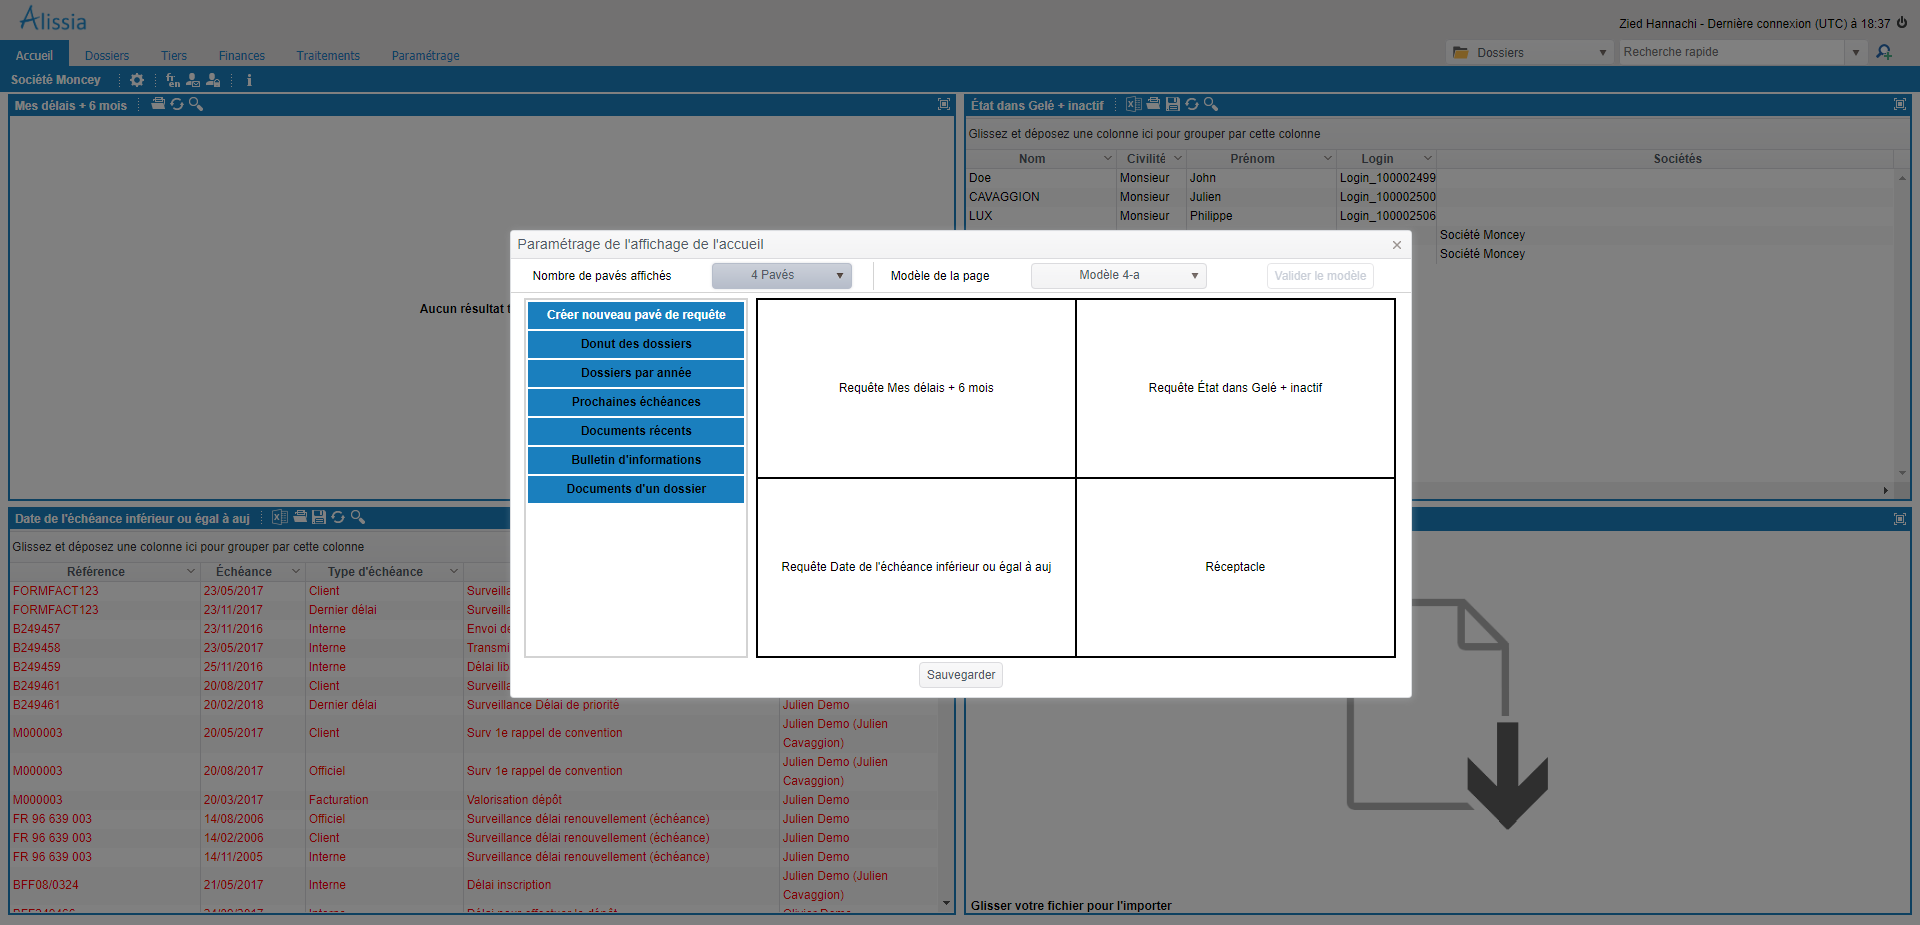 Alissia
Zied Hannachi - Dernière connexion (UTC) à 18:37
Accueil Dossiers Tiers Finances Traitements Paramétrage
Dossiers Recherche rapide
Société Moncey fr en i
Mes délais + 6 mois
Aucun résultat
État dans Gelé + inactif
Glissez et déposez une colonne ici pour grouper par cette colonne
Nom Civilité Prénom Login Sociétés
Doe Monsieur John Login_100002499
CAVAGGION Monsieur Julien Login_100002500
LUX Monsieur Philippe Login_100002506
Société Moncey
Société Moncey
Paramétrage de l'affichage de l'accueil
Nombre de pavés affichés 4 Pavés Modèle de la page Modèle 4-a Valider le modèle
Créer nouveau pavé de requête
Donut des dossiers
Dossiers par année
Prochaines échéances
Documents récents
Bulletin d'informations
Documents d'un dossier
Requête Mes délais + 6 mois
Requête État dans Gelé + inactif
Requête Date de l'échéance inférieur ou égal à auj
Réceptacle
Sauvegarder
Date de l'échéance inférieur ou égal à auj
Glissez et déposez une colonne ici pour grouper par cette colonne
Référence Échéance Type d'échéance
FORMFACT123 23/05/2017 Client Surveilla
FORMFACT123 23/11/2017 Dernier délai Surveilla
B249457 23/11/2016 Interne Envoi de
B249458 23/05/2017 Interne Transmi
B249459 25/11/2016 Interne Délai lib
B249461 20/08/2017 Client Surveilla
B249461 20/02/2018 Dernier délai Surveillance Délai de priorité Julien Demo
M000003 20/05/2017 Client Surv 1e rappel de convention Julien Demo (Julien Cavaggion)
M000003 20/08/2017 Officiel Surv 1e rappel de convention Julien Demo (Julien Cavaggion)
M000003 20/03/2017 Facturation Valorisation dépôt Julien Demo
FR 96 639 003 14/08/2006 Officiel Surveillance délai renouvellement (échéance) Julien Demo
FR 96 639 003 14/02/2006 Client Surveillance délai renouvellement (échéance) Julien Demo
FR 96 639 003 14/11/2005 Interne Surveillance délai renouvellement (échéance) Julien Demo
BFF08/0324 21/05/2017 Interne Délai inscription Julien Demo (Julien Cavaggion)
Glisser votre fichier pour l'importer